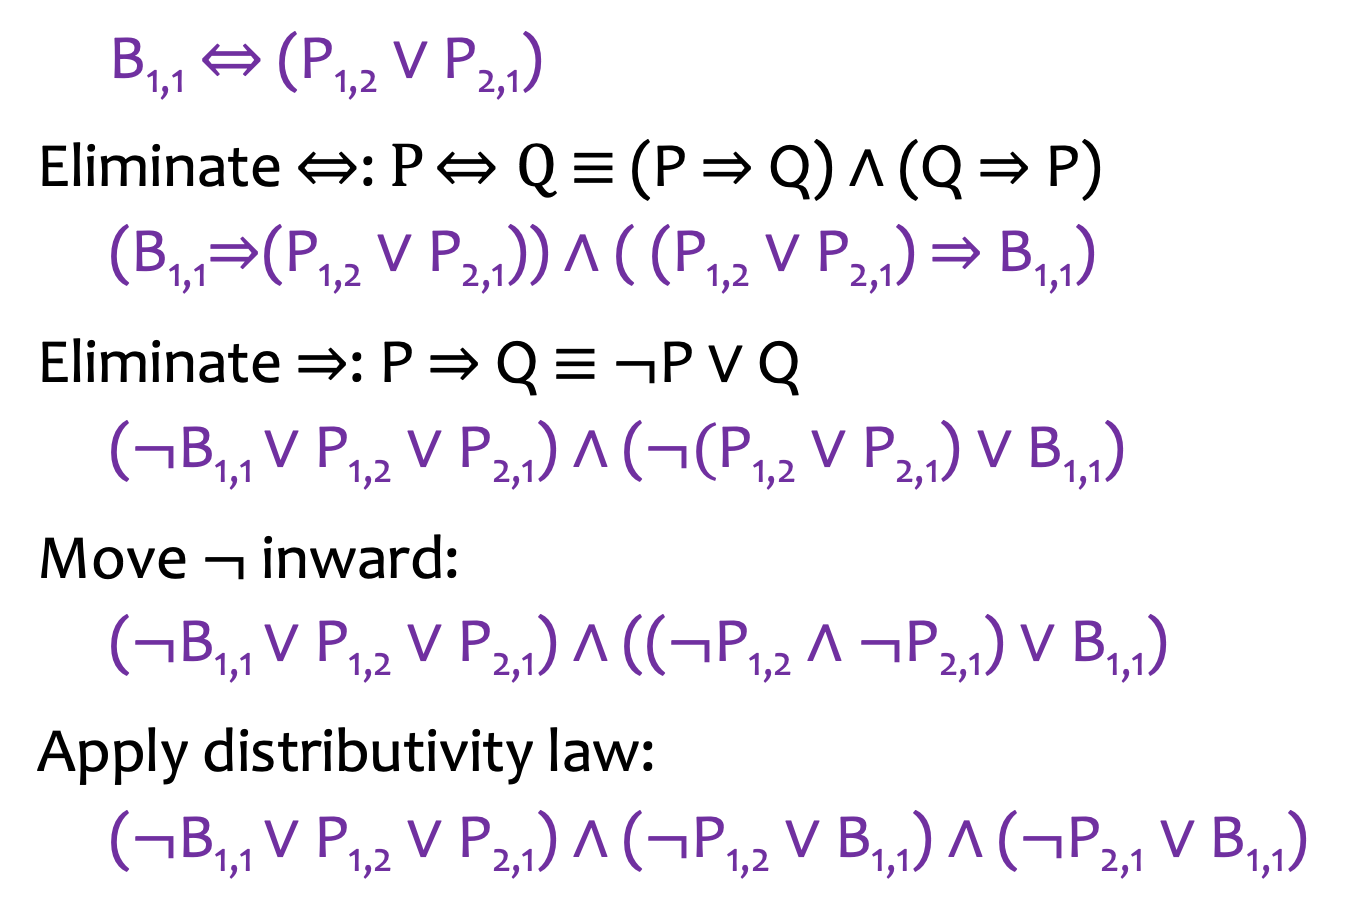 B₁,₁ ⇔ (P₁,₂ ∨ P₂,₁)
Eliminate ⇔: P ⇔ Q ≡ (P ⇒ Q) ∧ (Q ⇒ P)
(B₁,₁⇒(P₁,₂ ∨ P₂,₁)) ∧ ( (P₁,₂ ∨ P₂,₁) ⇒ B₁,₁)
Eliminate ⇒: P ⇒ Q ≡ ¬P ∨ Q
(¬B₁,₁ ∨ P₁,₂ ∨ P₂,₁) ∧ (¬(P₁,₂ ∨ P₂,₁) ∨ B₁,₁)
Move ¬ inward:
(¬B₁,₁ ∨ P₁,₂ ∨ P₂,₁) ∧ ((¬P₁,₂ ∧ ¬P₂,₁) ∨ B₁,₁)
Apply distributivity law:
(¬B₁,₁ ∨ P₁,₂ ∨ P₂,₁) ∧ (¬P₁,₂ ∨ B₁,₁) ∧ (¬P₂,₁ ∨ B₁,₁)